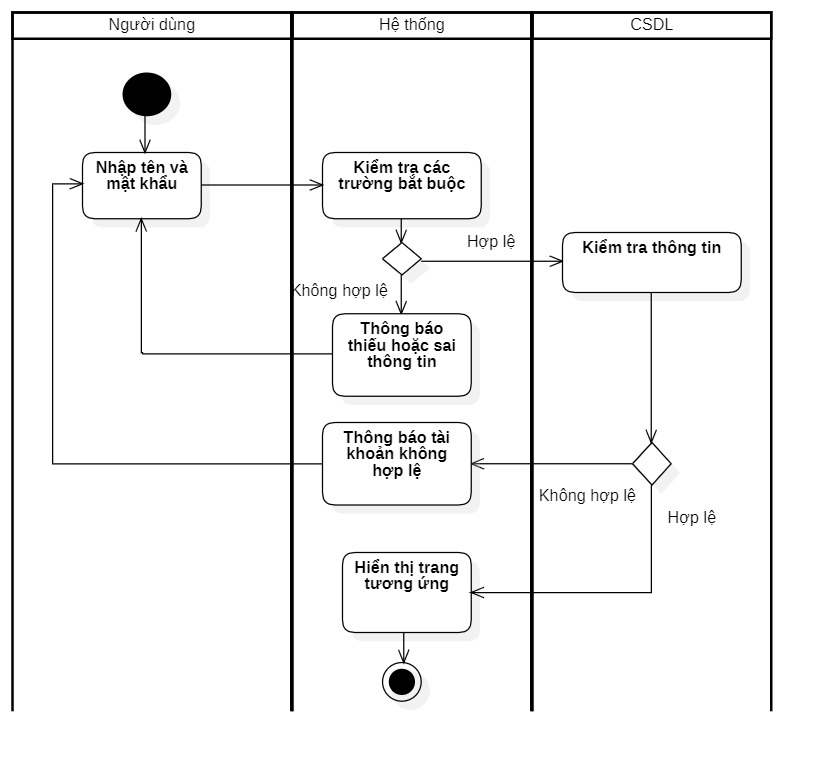 Người dùng
Hệ thống
CSDL
Nhập tên và
mật khẩu
Kiểm tra các
trường bắt buộc
Hợp lệ
Kiểm tra thông tin
Không hợp lệ
Thông báo
thiếu hoặc sai
thông tin
Thông báo tài
khoản không
hợp lệ
Không hợp lệ
Hợp lệ
Hiển thị trang
tương ứng